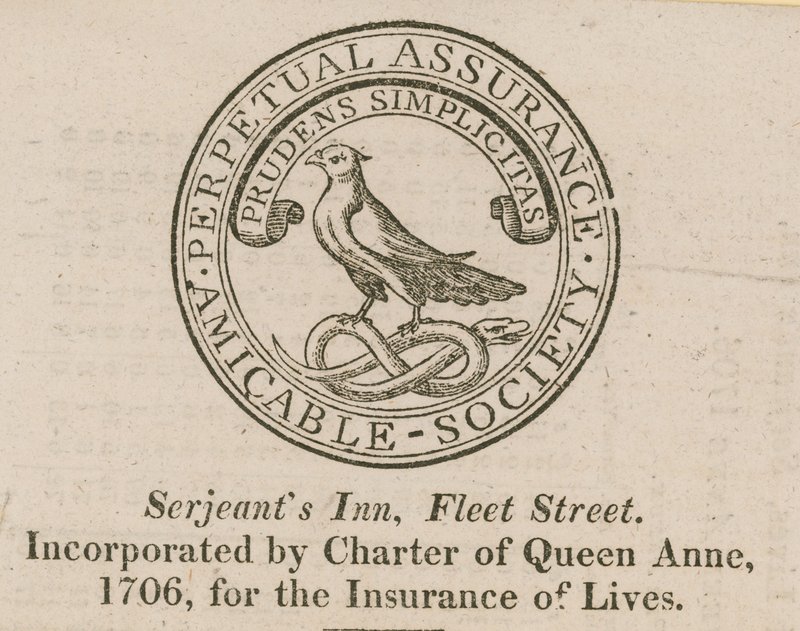 PERPETUAL ASSURANCE
PRUDENS SIMPLICITAS
AMICABLE-SOCIETY
Serjeant's Inn, Fleet Street.
Incorporated by Charter of Queen Anne,
1706, for the Insurance of Lives.